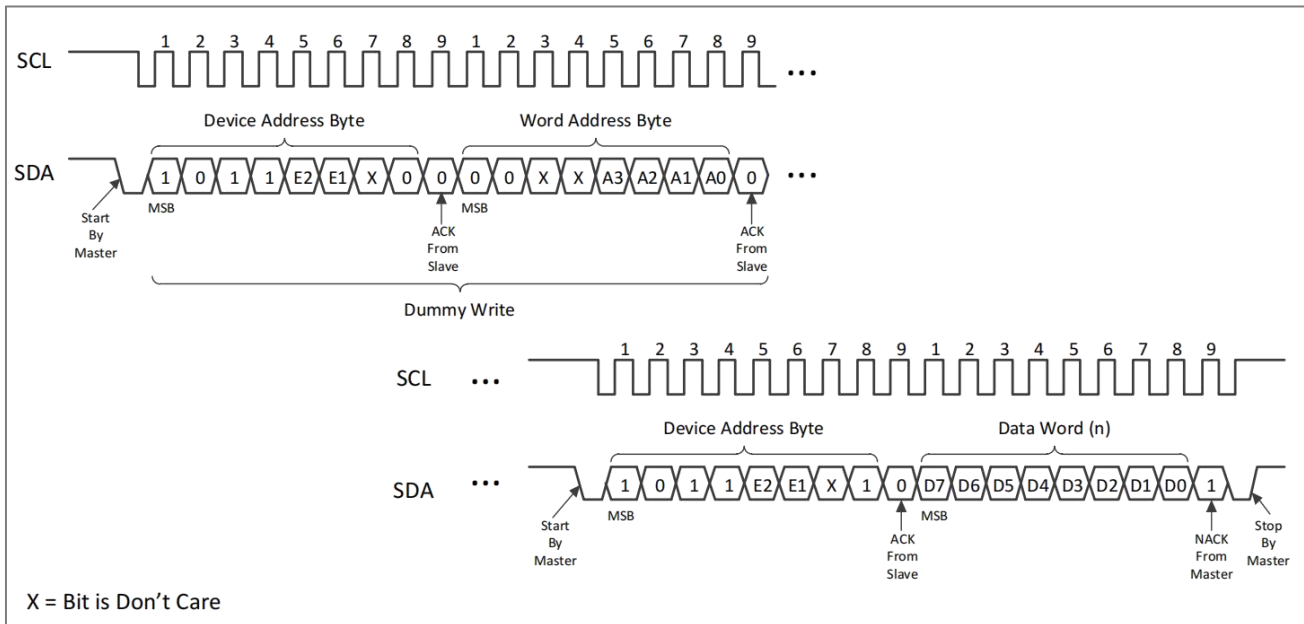 1 2 3 4 5 6 7 8 9 1 2 3 4 5 6 7 8 9
SCL ...
Device Address Byte Word Address Byte
SDA 1 0 1 1 E2 E1 X 0 0 0 0 X X A3 A2 A1 A0 0 ...
MSB MSB
Start
By
Master
ACK
From
Slave
ACK
From
Slave
Dummy Write
1 2 3 4 5 6 7 8 9 1 2 3 4 5 6 7 8 9
SCL ...
Device Address Byte Data Word (n)
SDA ... 1 0 1 1 E2 E1 X 1 0 D7 D6 D5 D4 D3 D2 D1 D0 1
MSB MSB
Start
By
Master
ACK
From
Slave
NACK
From
Master
Stop
By
Master
X = Bit is Don't Care